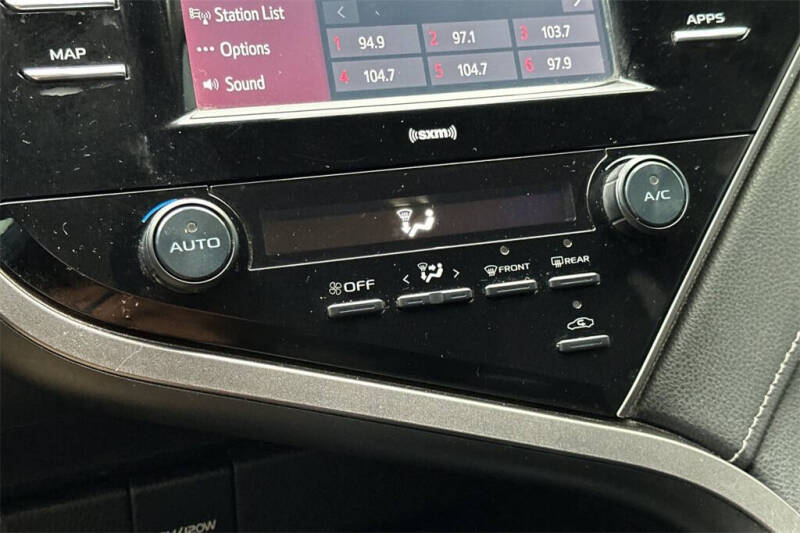 Station List
Options
Sound
1 94.9
2 97.1
3 103.7
4 104.7
5 104.7
6 97.9
MAP
APPS
sxm
AUTO
A/C
OFF
FRONT
REAR
/120W